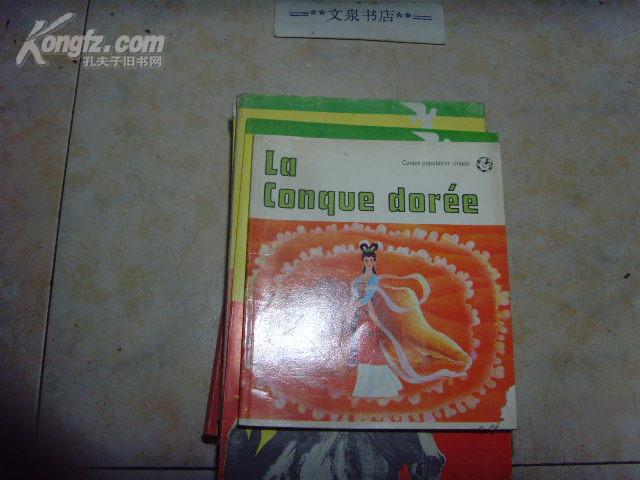 Kongfz.com
孔夫子旧书网
==**文泉书店**==
Contes populaires chinois
La
Conque dorée